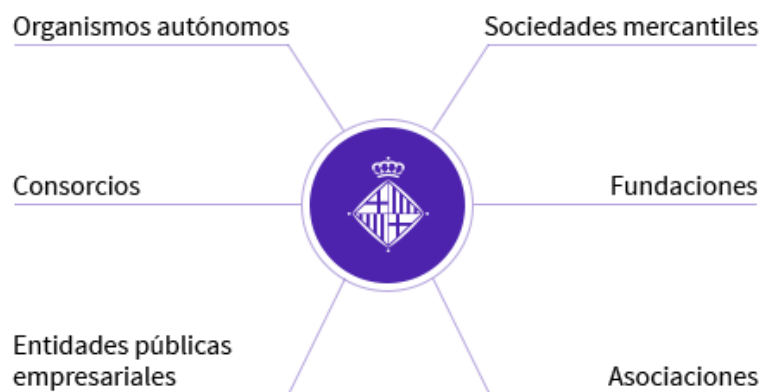 Organismos autónomos
Sociedades mercantiles
Consorcios
Fundaciones
Entidades públicas
empresariales
Asociaciones